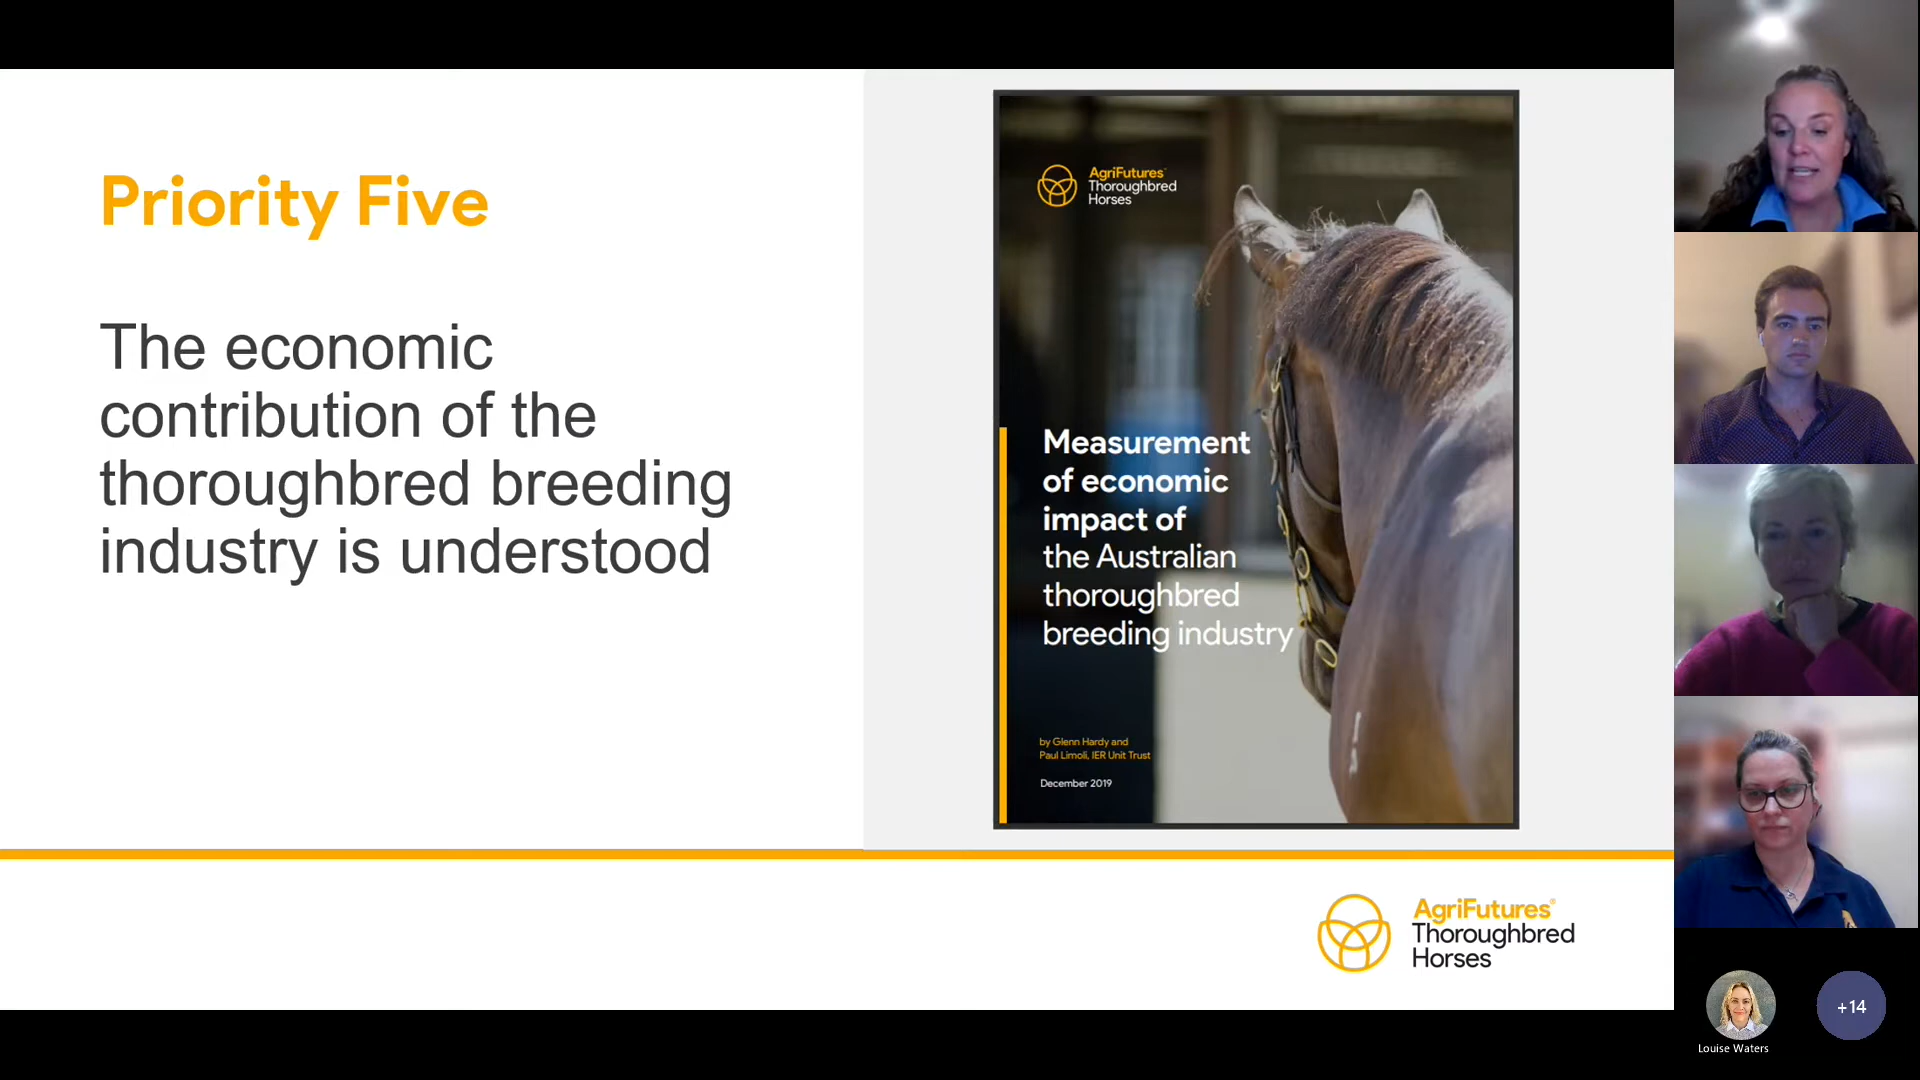 Priority Five
The economic
contribution of the
thoroughbred breeding
industry is understood
AgriFutures
Thoroughbred
Horses
Measurement
of economic
impact of
the Australian
thoroughbred
breeding industry
by Glenn Hardy and
Paul Limoli, IER Unit Trust
December 2019
AgriFutures®
Thoroughbred
Horses
+14
Louise Waters